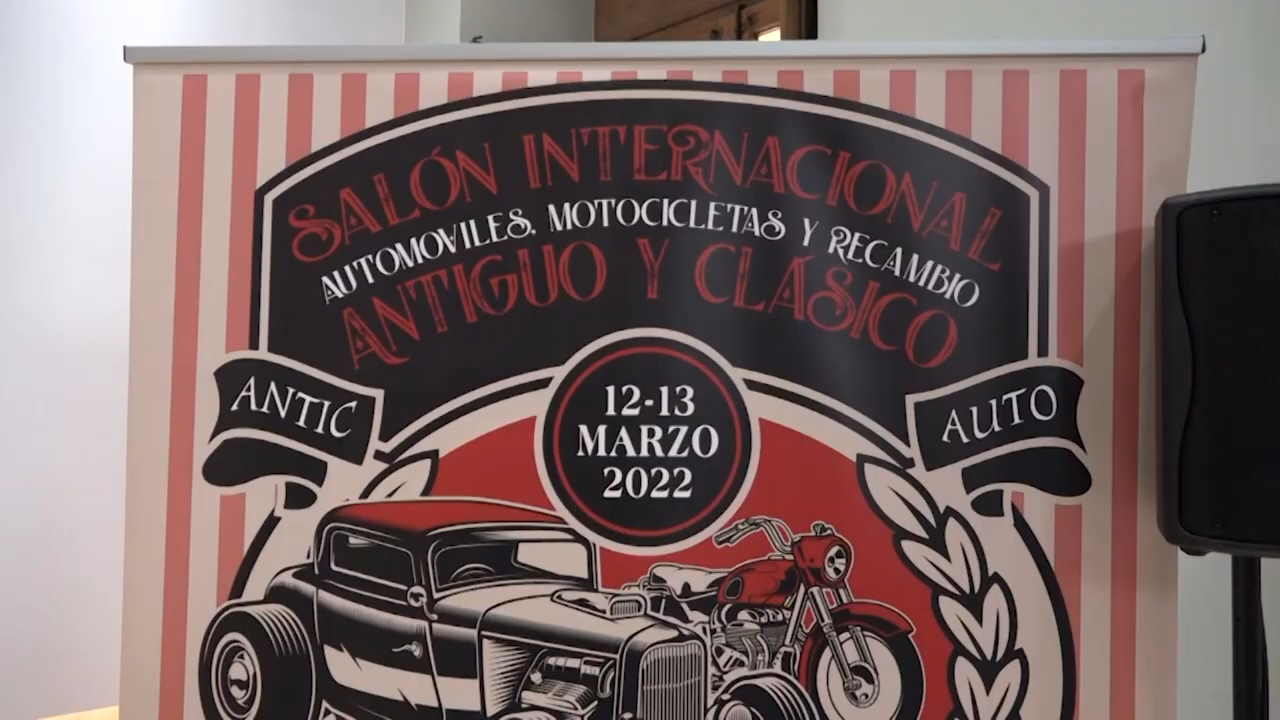 SALÓN INTERNACIONAL
AUTOMOVILES, MOTOCICLETAS Y RECAMBIO
ANTIGUO Y CLÁSICO
ANTIC
AUTO
12-13
MARZO
2022